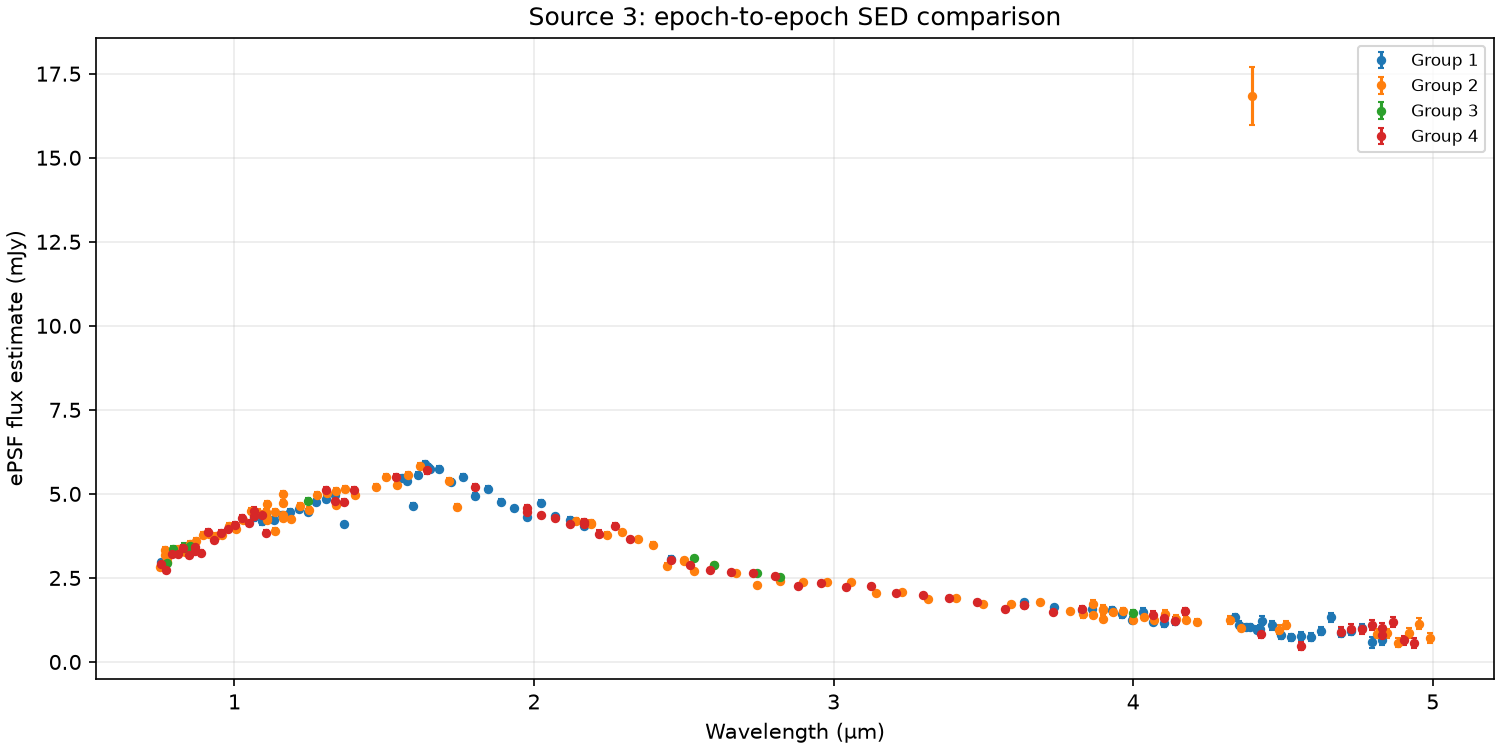 Source 3: epoch-to-epoch SED comparison
ePSF flux estimate (mJy)
17.5
15.0
12.5
10.0
7.5
5.0
2.5
0.0
Group 1
Group 2
Group 3
Group 4
1 2 3 4 5
Wavelength (µm)